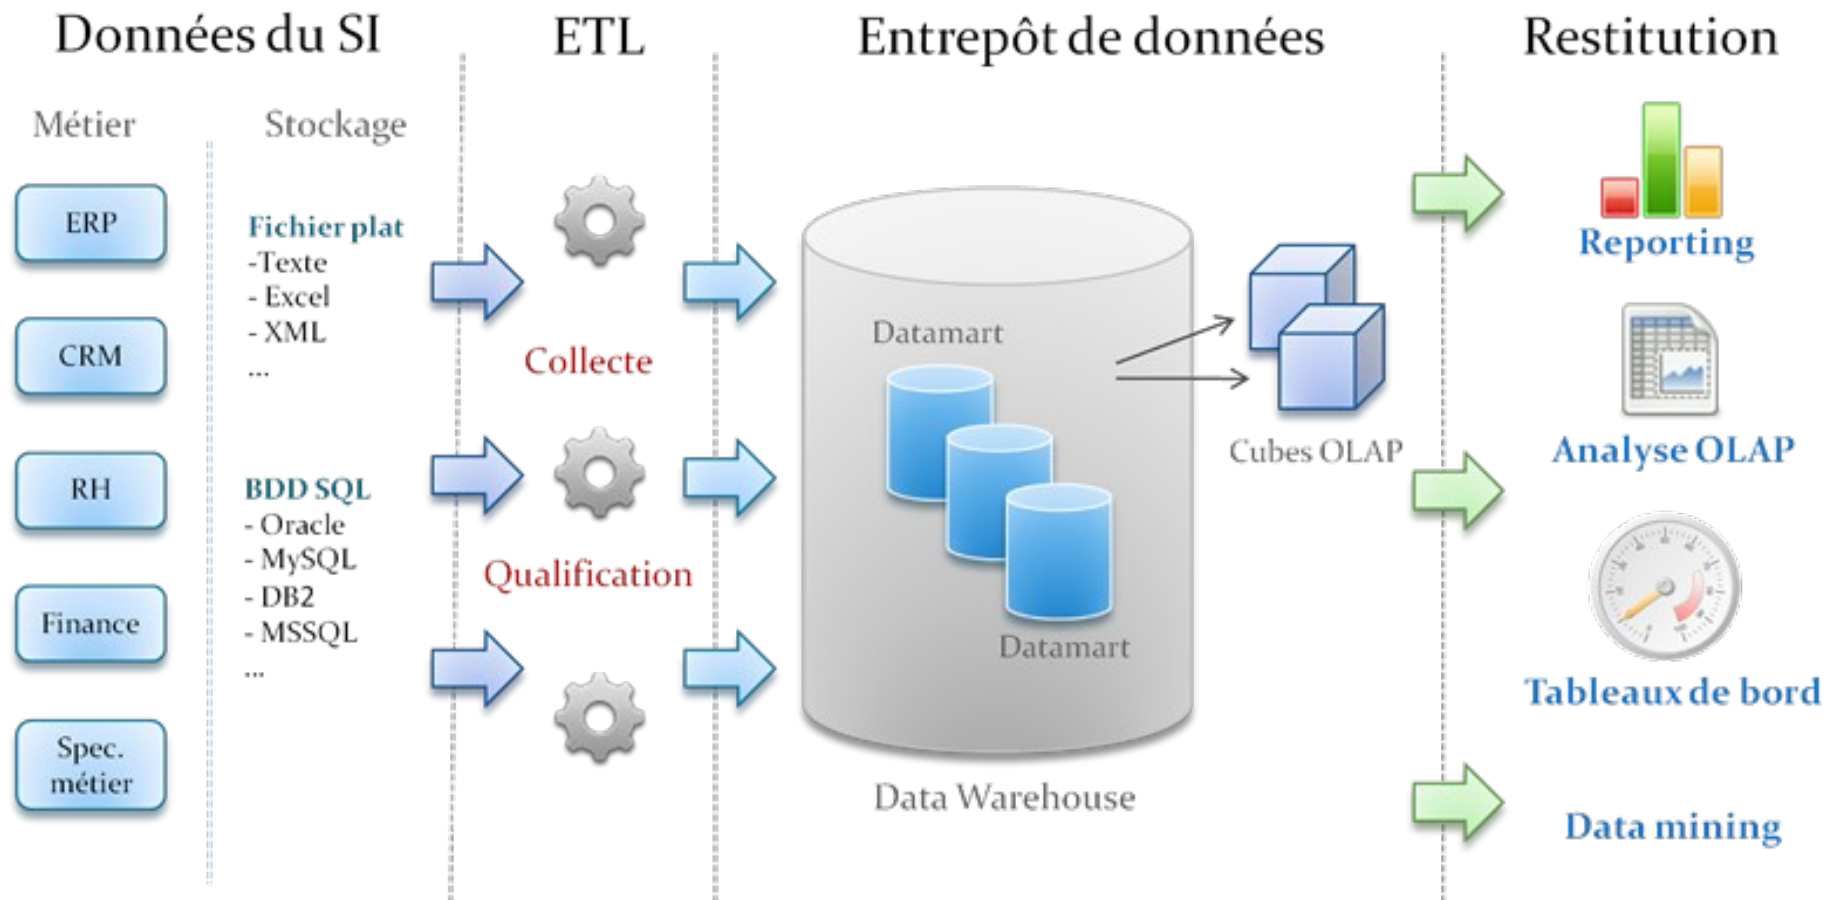 Données du SI
ETL
Entrepôt de données
Restitution
Métier
Stockage
ERP
CRM
RH
Finance
Spec.
métier
Fichier plat
-Texte
- Excel
- XML
...
BDD SQL
- Oracle
- MySQL
- DB2
- MSSQL
...
Collecte
Qualification
Datamart
Datamart
Cubes OLAP
Data Warehouse
Reporting
Analyse OLAP
Tableaux de bord
Data mining